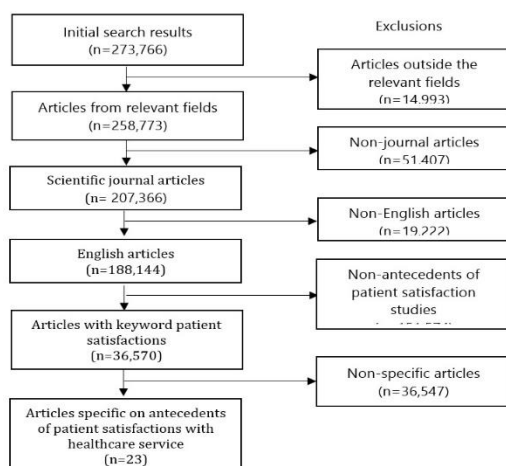 Initial search results
(n=273,766)
Exclusions
Articles outside the
relevant fields
(n=14,993)
Articles from relevant fields
(n=258,773)
Non-journal articles
(n=51,407)
Scientific journal articles
(n= 207,366)
Non-English articles
(n=19,222)
English articles
(n=188,144)
Non-antecedents of
patient satisfaction
studies
Articles with keyword patient
satisfactions
(n=36,570)
Non-specific articles
(n=36,547)
Articles specific on antecedents
of patient satisfactions with
healthcare service
(n=23)